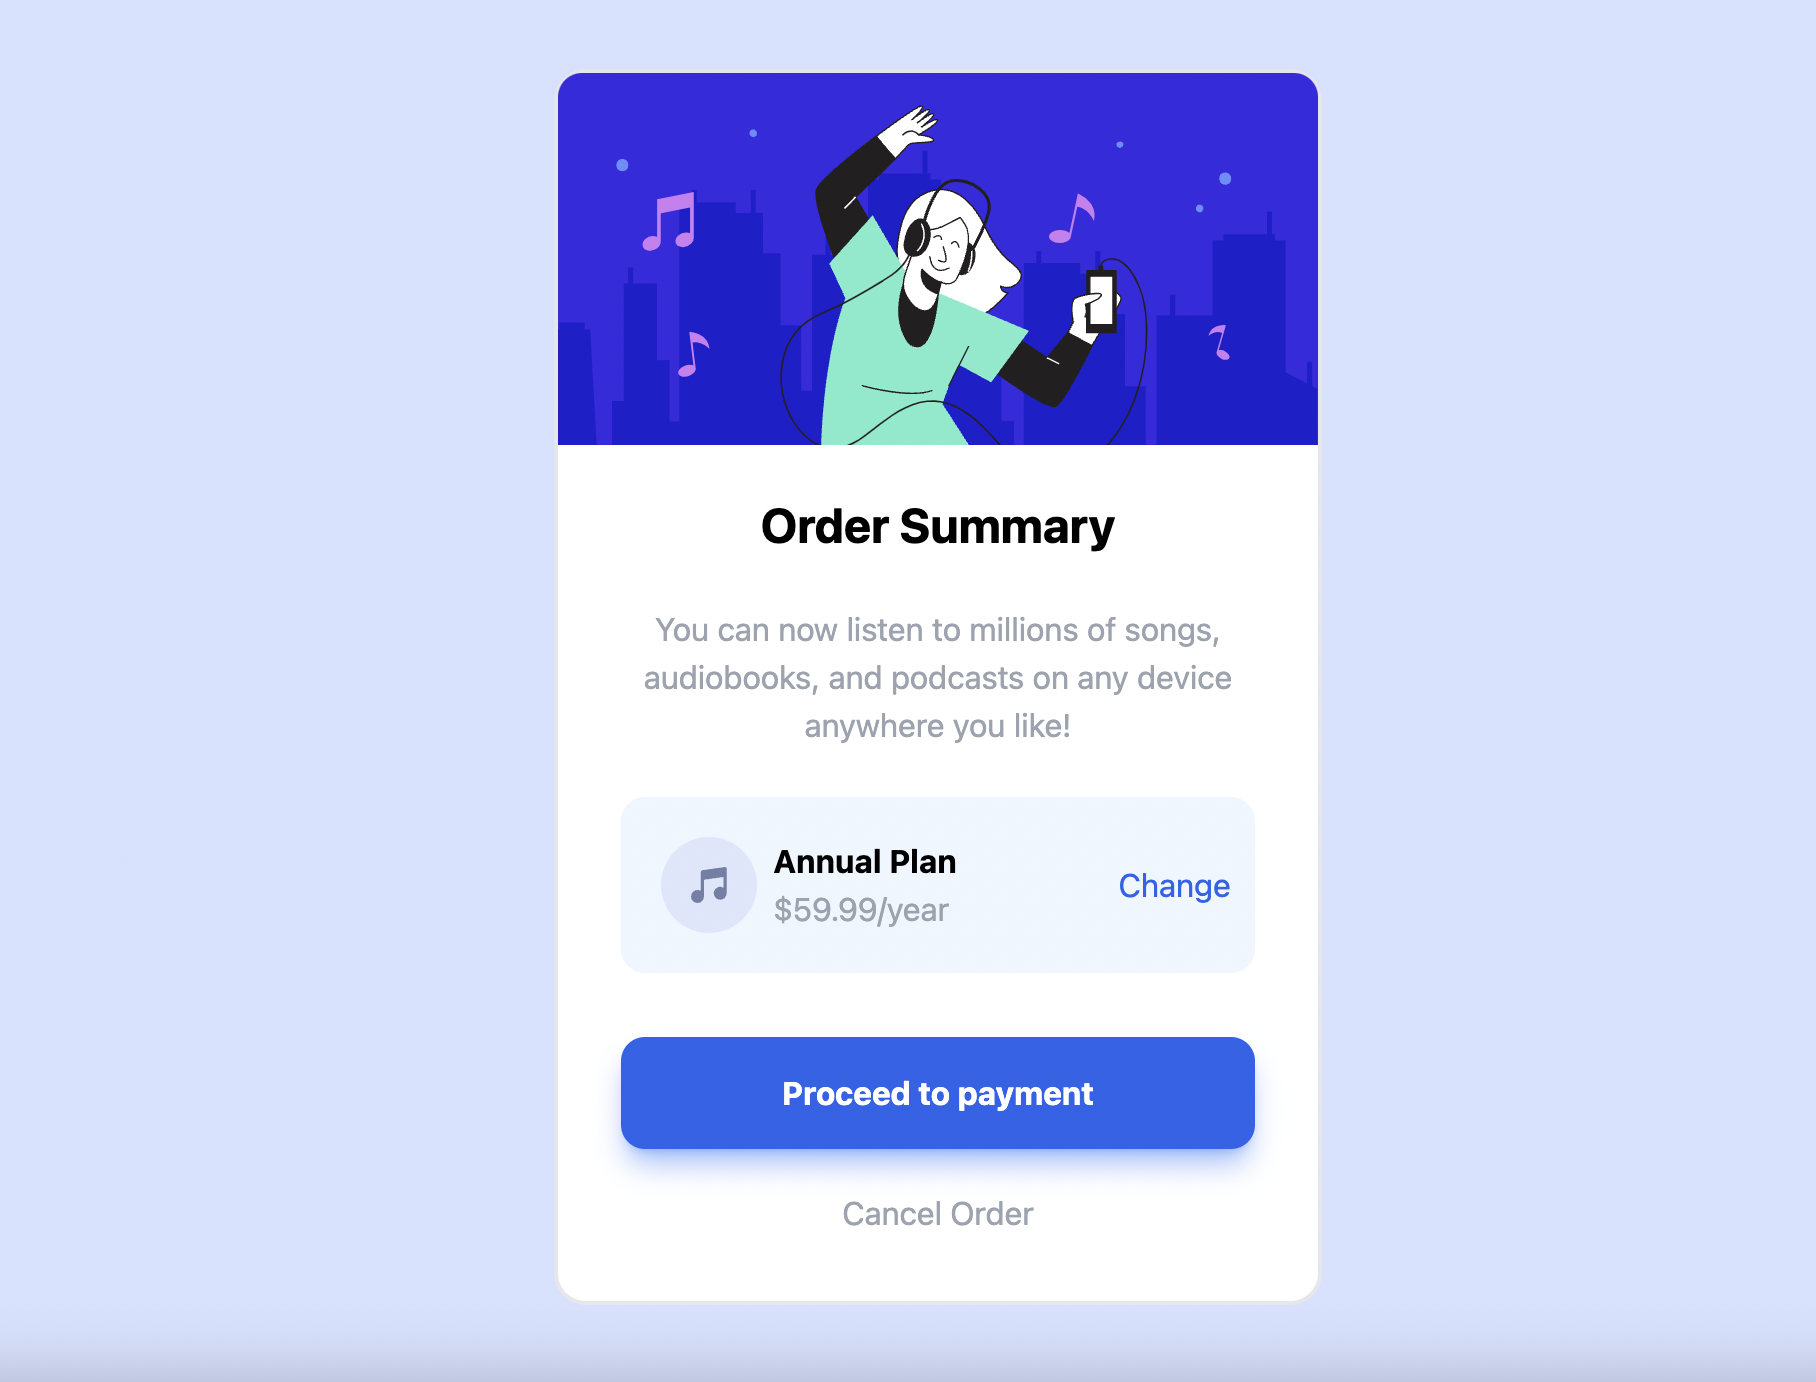 Order Summary
You can now listen to millions of songs,
audiobooks, and podcasts on any device
anywhere you like!
Annual Plan
$59.99/year
Change
Proceed to payment
Cancel Order